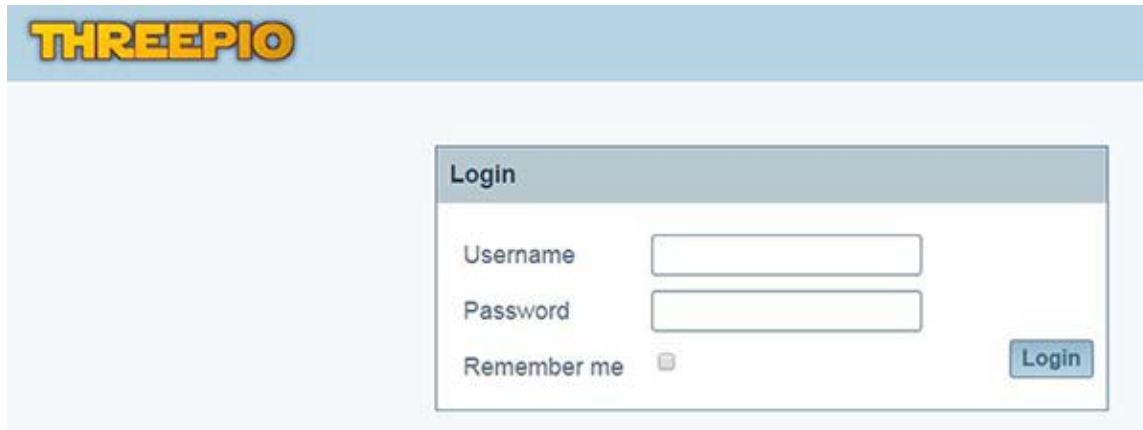 THREEPIO
Login
Username
Password
Remember me
Login